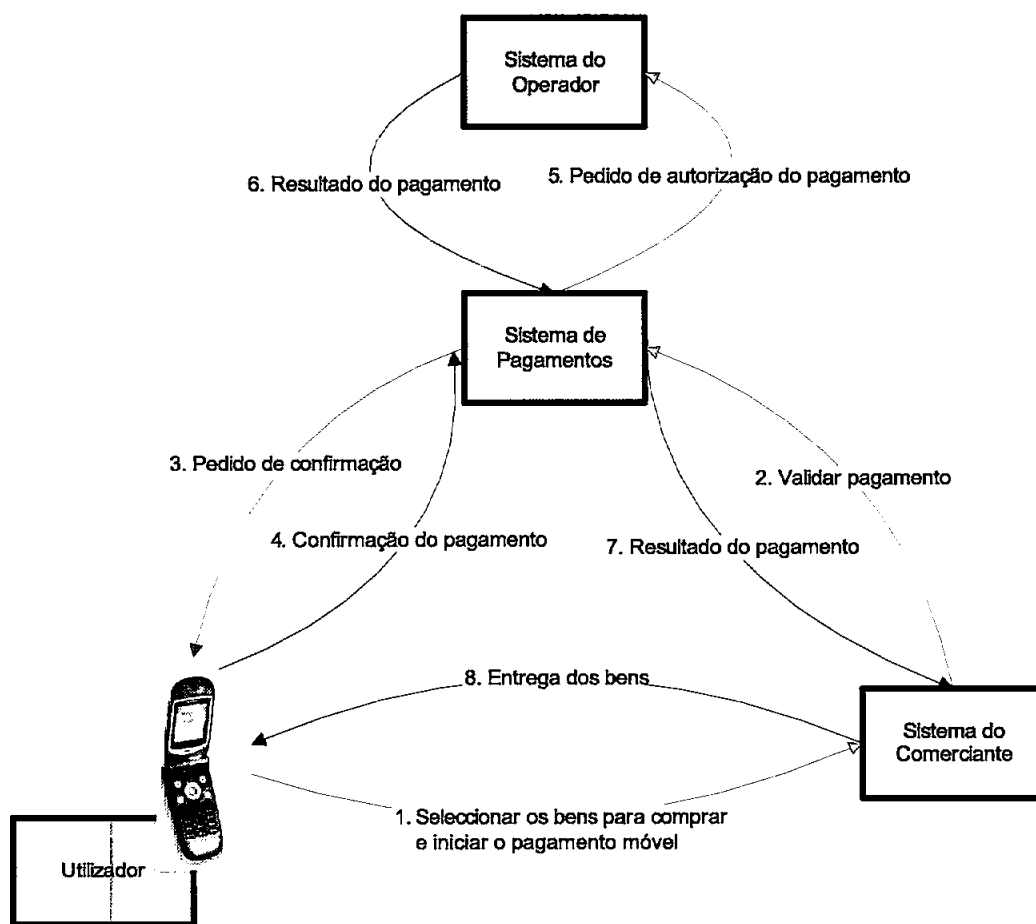 Sistema do
Operador
6. Resultado do pagamento
5. Pedido de autorização do pagamento
Sistema de
Pagamentos
3. Pedido de confirmação
2. Validar pagamento
4. Confirmação do pagamento
7. Resultado do pagamento
8. Entrega dos bens
Sistema do
Comerciante
1. Seleccionar os bens para comprar
e iniciar o pagamento móvel
Utilizador